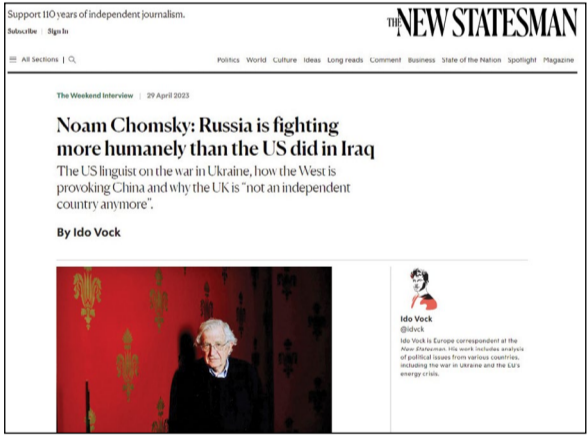 Support 110 years of independent journalism.
Subscribe | Sign In
THE NEW STATESMAN
All Sections |
Politics World Culture Ideas Long reads Comment Business State of the Nation Spotlight Magazine
The Weekend Interview | 29 April 2023
Noam Chomsky: Russia is fighting
more humanely than the US did in Iraq
The US linguist on the war in Ukraine, how the West is
provoking China and why the UK is "not an independent
country anymore".
By Ido Vock
Ido Vock
@idvck
Ido Vock is Europe correspondent at the
New Statesman. His work includes analysis
of political issues from various countries,
including the war in Ukraine and the EU's
energy crisis.